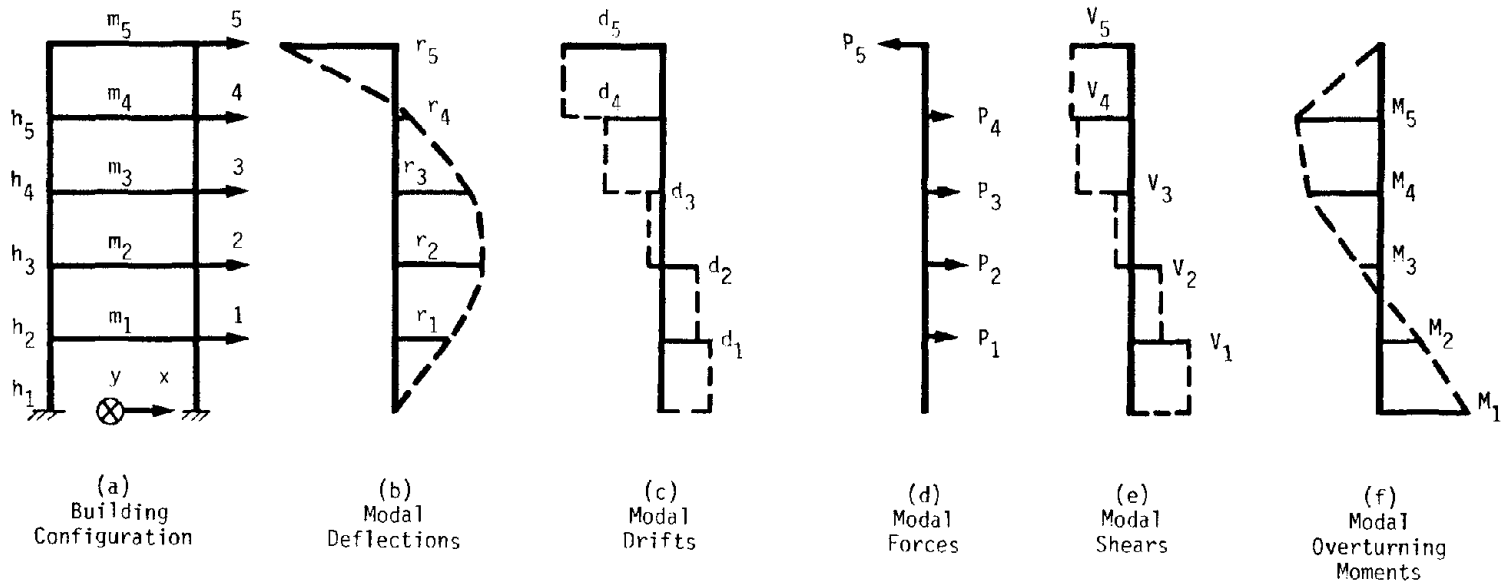 m5
5
m4
4
h5
m3
3
h4
m2
2
h3
m1
1
h2
y
x
h1
(a)
Building
Configuration
r5
r4
r3
r2
r1
(b)
Modal
Deflections
d5
d4
d3
d2
d1
(c)
Modal
Drifts
P5
P4
P3
P2
P1
(d)
Modal
Forces
V5
V4
V3
V2
V1
(e)
Modal
Shears
M5
M4
M3
M2
M1
(f)
Modal
Overturning
Moments